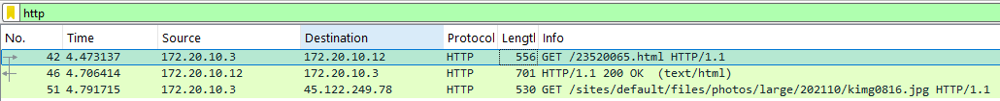 http
No. Time Source Destination Protocol Lengtl Info
42 4.473137 172.20.10.3 172.20.10.12 HTTP 556 GET /23520065.html HTTP/1.1
46 4.706414 172.20.10.12 172.20.10.3 HTTP 701 HTTP/1.1 200 OK (text/html)
51 4.791715 172.20.10.3 45.122.249.78 HTTP 530 GET /sites/default/files/photos/large/202110/kimg0816.jpg HTTP/1.1